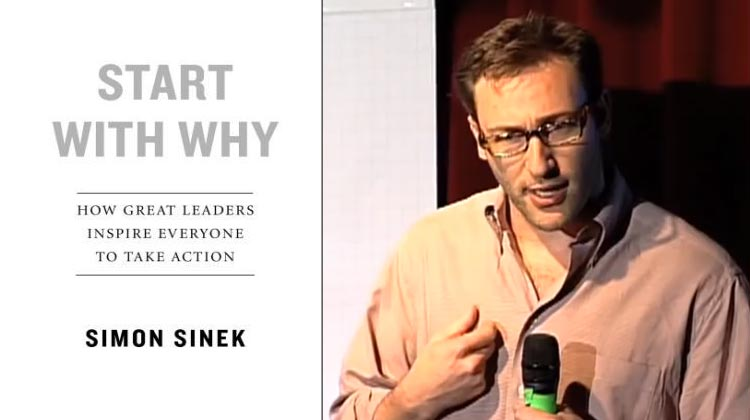 START
WITH WHY
HOW GREAT LEADERS
INSPIRE EVERYONE
TO TAKE ACTION
SIMON SINEK